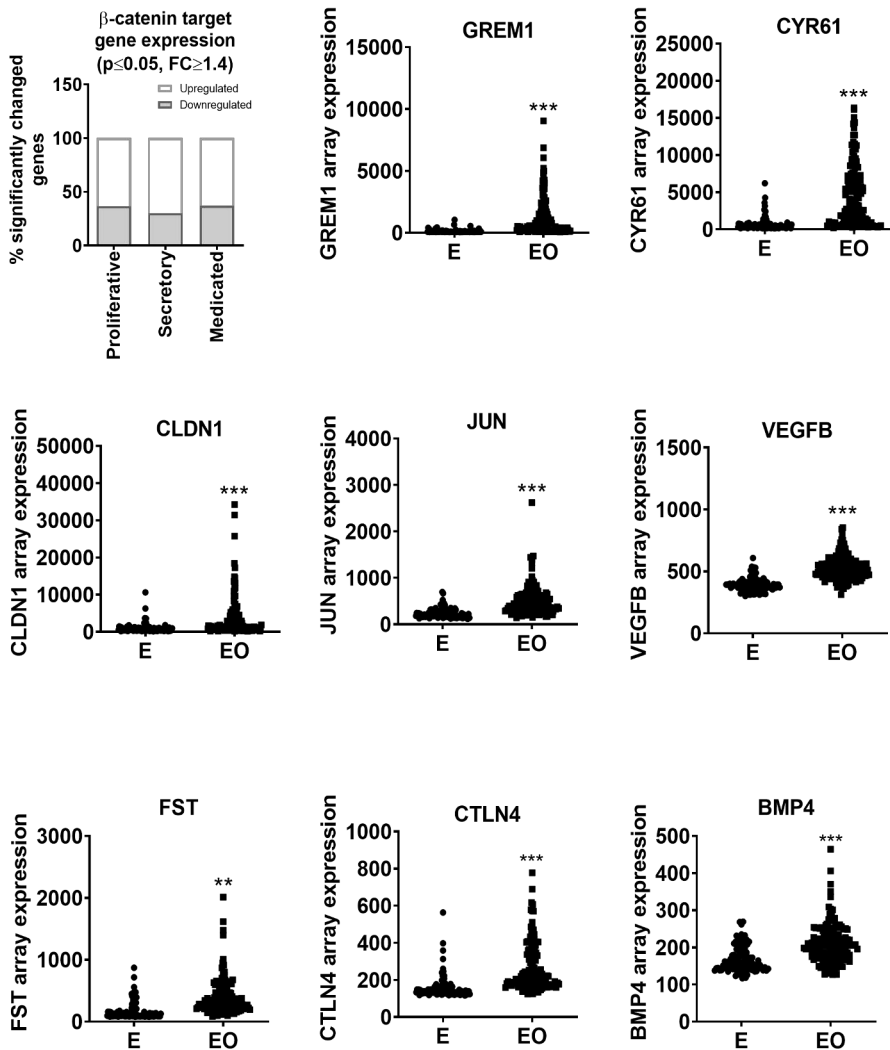 β-catenin target
gene expression
(p≤0.05, FC≥1.4)
% significantly changed
genes
150
100
50
0
Upregulated
Downregulated
Proliferative
Secretory
Medicated
GREM1
GREM1 array expression
15000
10000
5000
0
***
E
EO
CYR61
CYR61 array expression
25000
20000
15000
10000
5000
0
***
E
EO
CLDN1
CLDN1 array expression
50000
40000
30000
20000
10000
0
***
E
EO
JUN
JUN array expression
4000
3000
2000
1000
0
***
E
EO
VEGFB
VEGFB array expression
1500
1000
500
0
***
E
EO
FST
FST array expression
3000
2000
1000
0
**
E
EO
CTLN4
CTLN4 array expression
1000
800
600
400
200
0
***
E
EO
BMP4
BMP4 array expression
500
400
300
200
100
0
***
E
EO